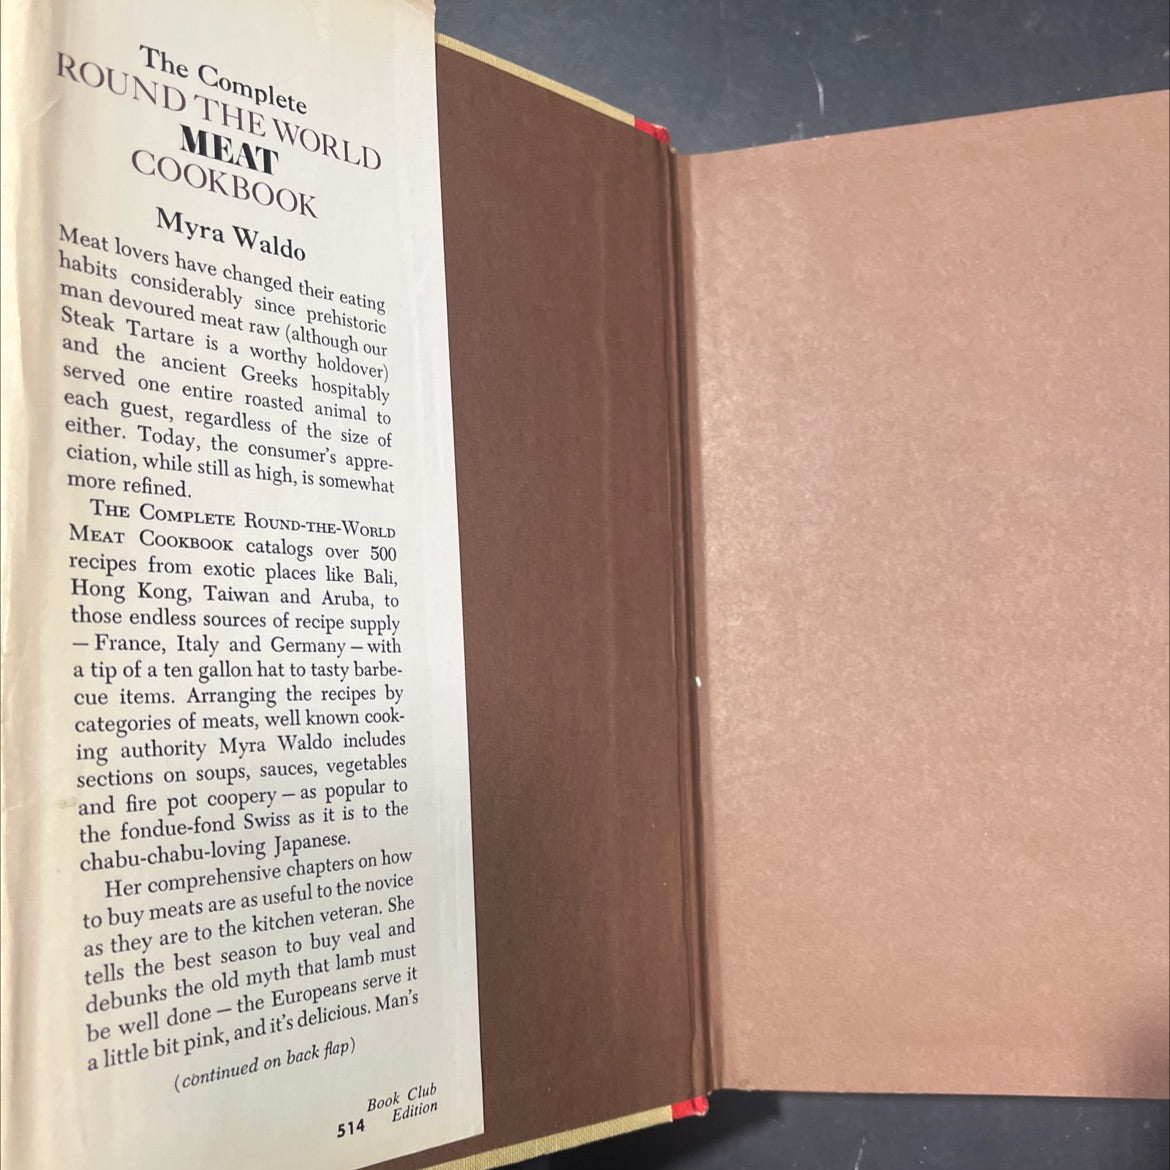 The Complete
ROUND THE WORLD
MEAT
COOKBOOK
Myra Waldo
Meat lovers have changed their eating
habits considerably since prehistoric
man devoured meat raw (although our
Steak Tartare is a worthy holdover)
and the ancient Greeks hospitably
served one entire roasted animal to
each guest, regardless of the size of
either. Today, the consumer's appre-
ciation, while still as high, is somewhat
more refined.
THE COMPLETE ROUND-THE-WORLD
MEAT COOKBOOK catalogs over 500
recipes from exotic places like Bali,
Hong Kong, Taiwan and Aruba, to
those endless sources of recipe supply
— France, Italy and Germany — with
a tip of a ten gallon hat to tasty barbe-
cue items. Arranging the recipes by
categories of meats, well known cook-
ing authority Myra Waldo includes
sections on soups, sauces, vegetables
and fire pot coopery — as popular to
the fondue-fond Swiss as it is to the
chabu-chabu-loving Japanese.
Her comprehensive chapters on how
to buy meats are as useful to the novice
as they are to the kitchen veteran. She
tells the best season to buy veal and
debunks the old myth that lamb must
be well done — the Europeans serve it
a little bit pink, and it's delicious. Man's
(continued on back flap)
Book Club
Edition
514